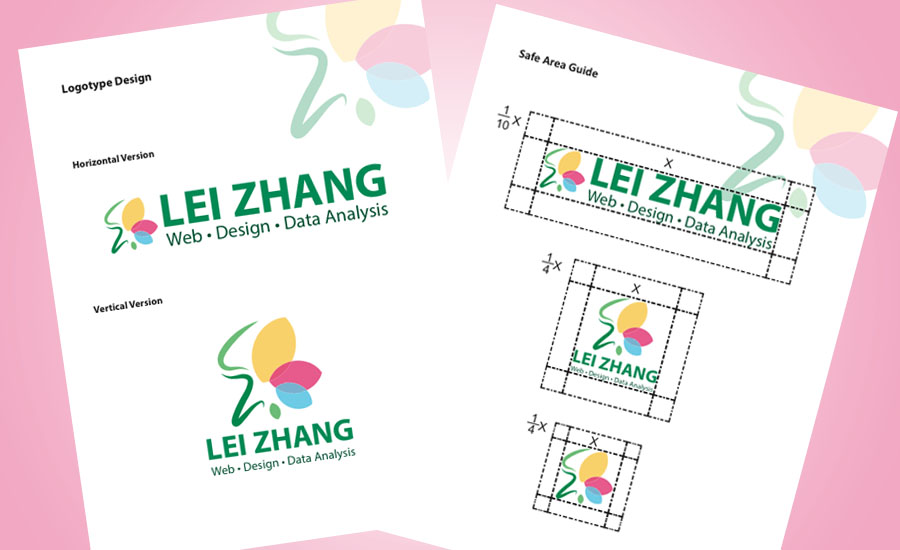 Logotype Design
Horizontal Version
LEI ZHANG
Web • Design • Data Analysis
Vertical Version
LEI ZHANG
Web • Design • Data Analysis
Safe Area Guide
1/10 X
X
LEI ZHANG
Web • Design • Data Analysis
1/4 X
X
LEI ZHANG
Web • Design • Data Analysis
1/4 X
X